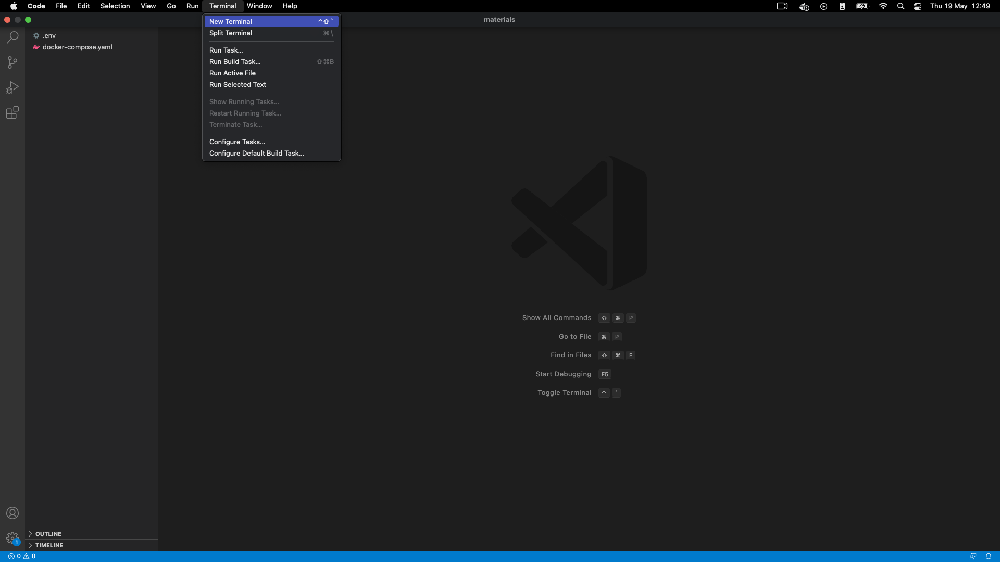 Code File Edit Selection View Go Run Terminal Window Help Thu 19 May 12:49
materials
New Terminal ^⇧`
Split Terminal ⌘\
Run Task...
Run Build Task... ⇧⌘B
Run Active File
Run Selected Text
Show Running Tasks...
Restart Running Task...
Terminate Task...
Configure Tasks...
Configure Default Build Task...
.env
docker-compose.yaml
Show All Commands ⇧ ⌘ P
Go to File ⌘ P
Find in Files ⇧ ⌘ F
Start Debugging F5
Toggle Terminal ^ `
OUTLINE
1
TIMELINE
0 0